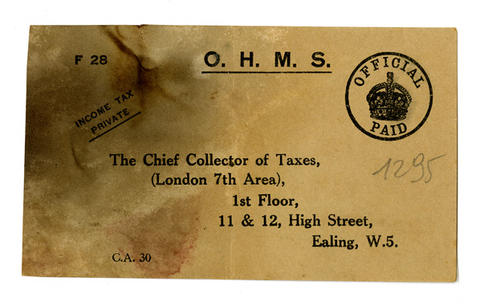 F 28
O. H. M. S.
OFFICIAL
PAID
INCOME TAX
PRIVATE
The Chief Collector of Taxes,
(London 7th Area),
1st Floor,
11 & 12, High Street,
Ealing, W.5.
1295
C.A. 30